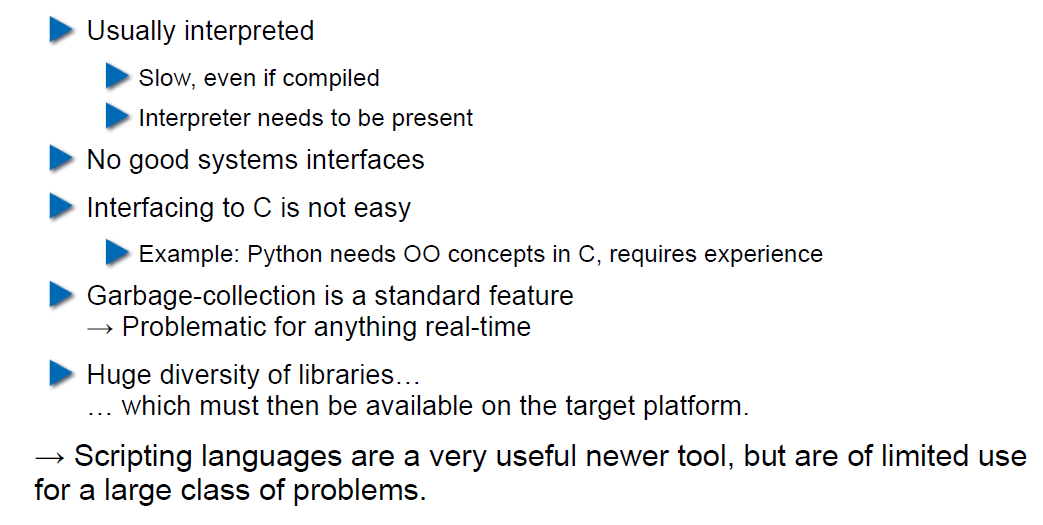 Usually interpreted
Slow, even if compiled
Interpreter needs to be present
No good systems interfaces
Interfacing to C is not easy
Example: Python needs OO concepts in C, requires experience
Garbage-collection is a standard feature
→ Problematic for anything real-time
Huge diversity of libraries…
… which must then be available on the target platform.
→ Scripting languages are a very useful newer tool, but are of limited use
for a large class of problems.